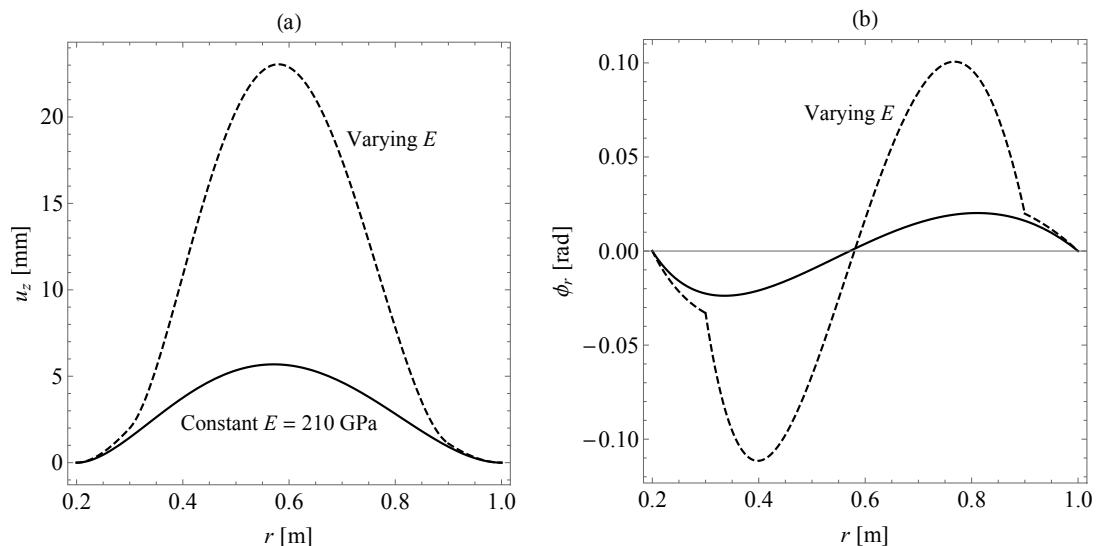 (a)
20
15
10
5
0
u_z [mm]
Varying E
Constant E = 210 GPa
0.2 0.4 0.6 0.8 1.0
r [m]
(b)
0.10
0.05
0.00
−0.05
−0.10
ϕ_r [rad]
Varying E
0.2 0.4 0.6 0.8 1.0
r [m]